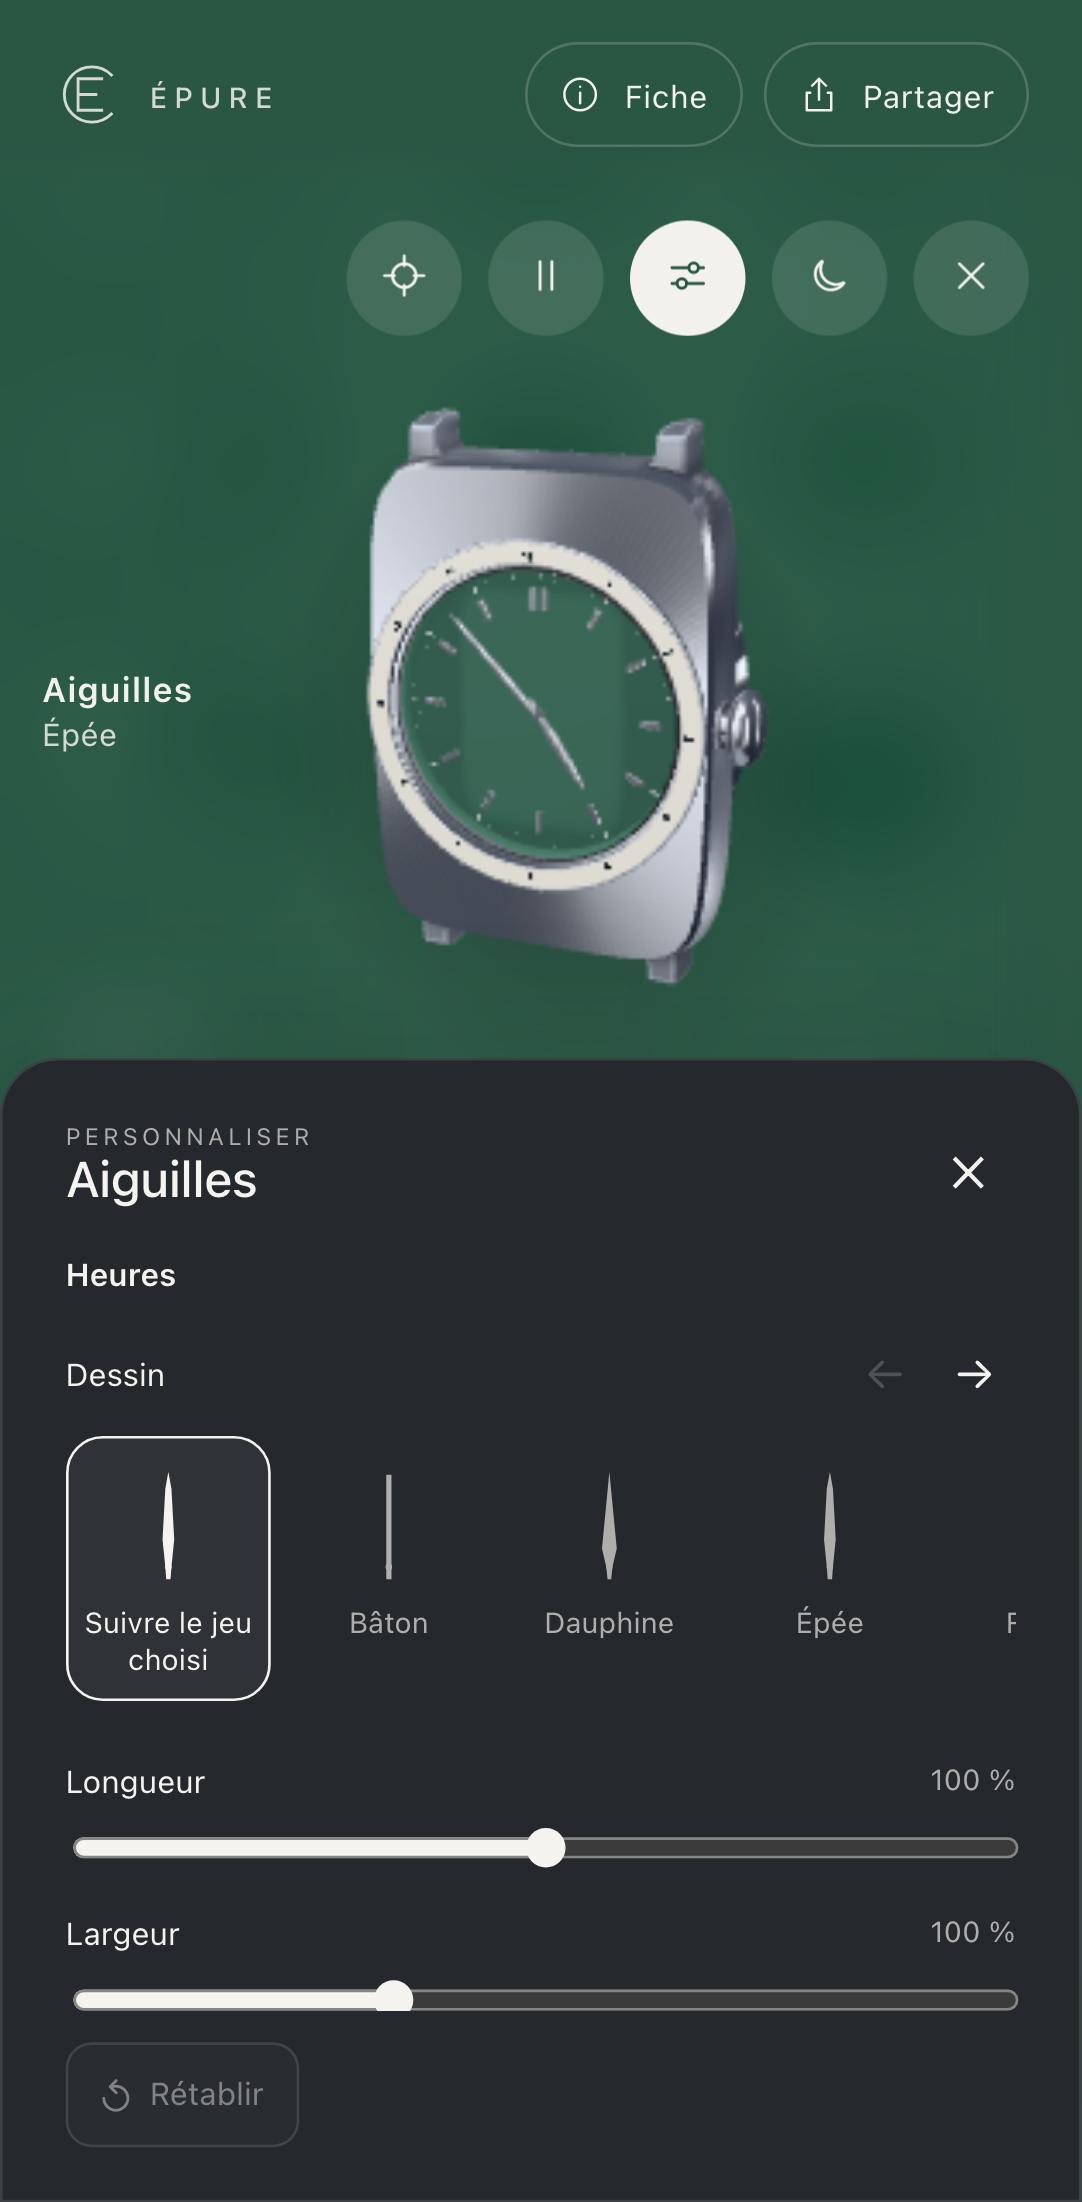 ÉPURE
Fiche
Partager
Aiguilles
Épée
PERSONNALISER
Aiguilles
Heures
Dessin
Suivre le jeu
choisi
Bâton
Dauphine
Épée
Longueur
100 %
Largeur
100 %
Rétablir